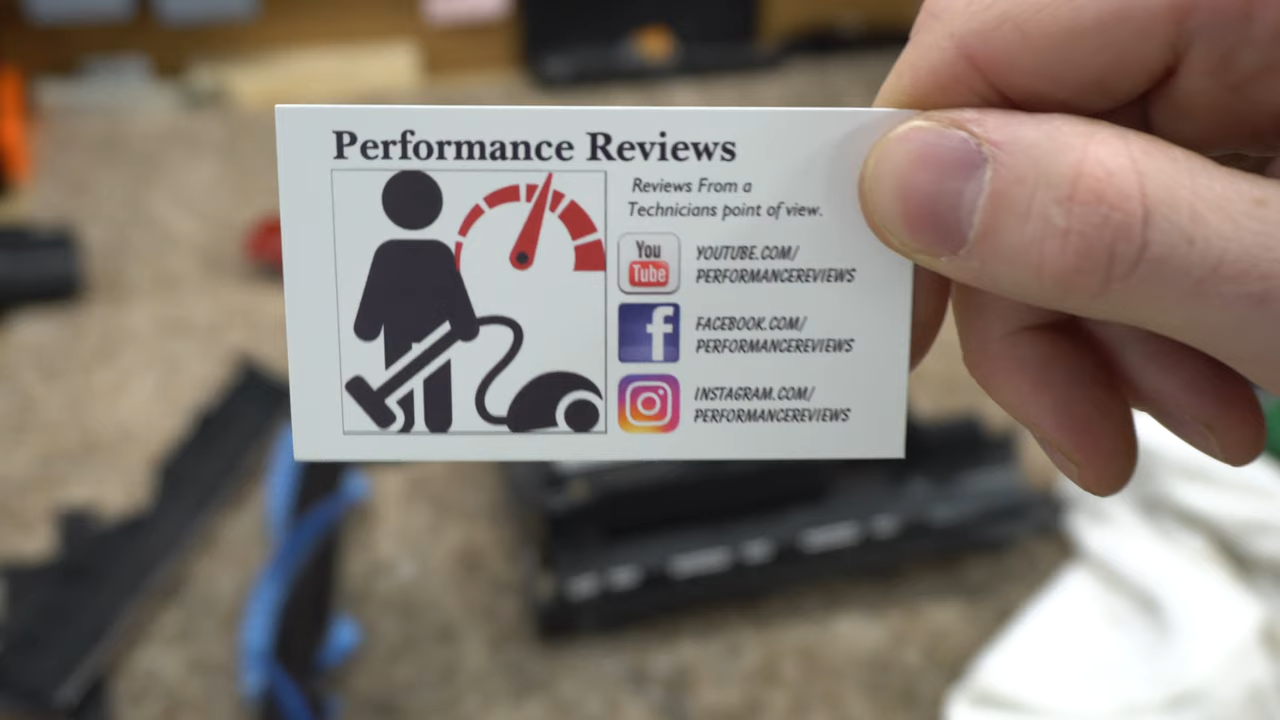 Performance Reviews
Reviews From a
Technicians point of view.
You
Tube
YOUTUBE.COM/
PERFORMANCEREVIEWS
f
FACEBOOK.COM/
PERFORMANCEREVIEWS
INSTAGRAM.COM/
PERFORMANCEREVIEWS